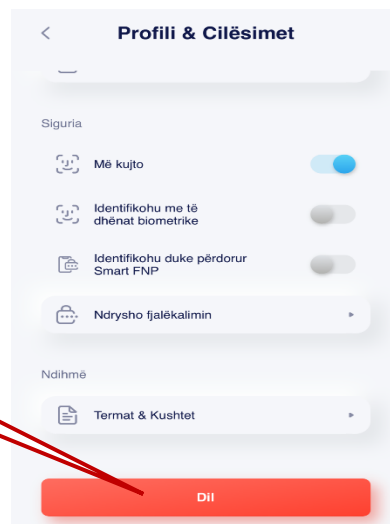 Profili & Cilësimet
Siguria
Më kujto
Identifikohu me të
dhënat biometrike
Identifikohu duke përdorur
Smart FNP
Ndrysho fjalëkalimin
Ndihmë
Termat & Kushtet
Dil